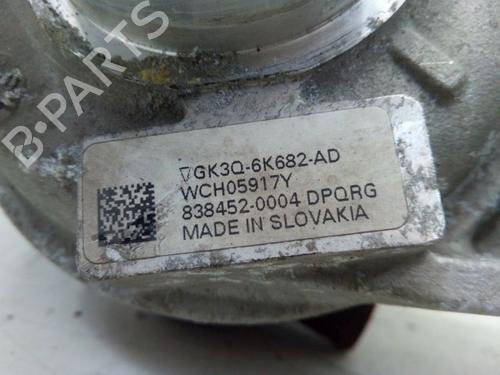 GK3Q-6K682-AD
WCH05917Y
838452-0004 DPQRG
MADE IN SLOVAKIA
B-PARTS